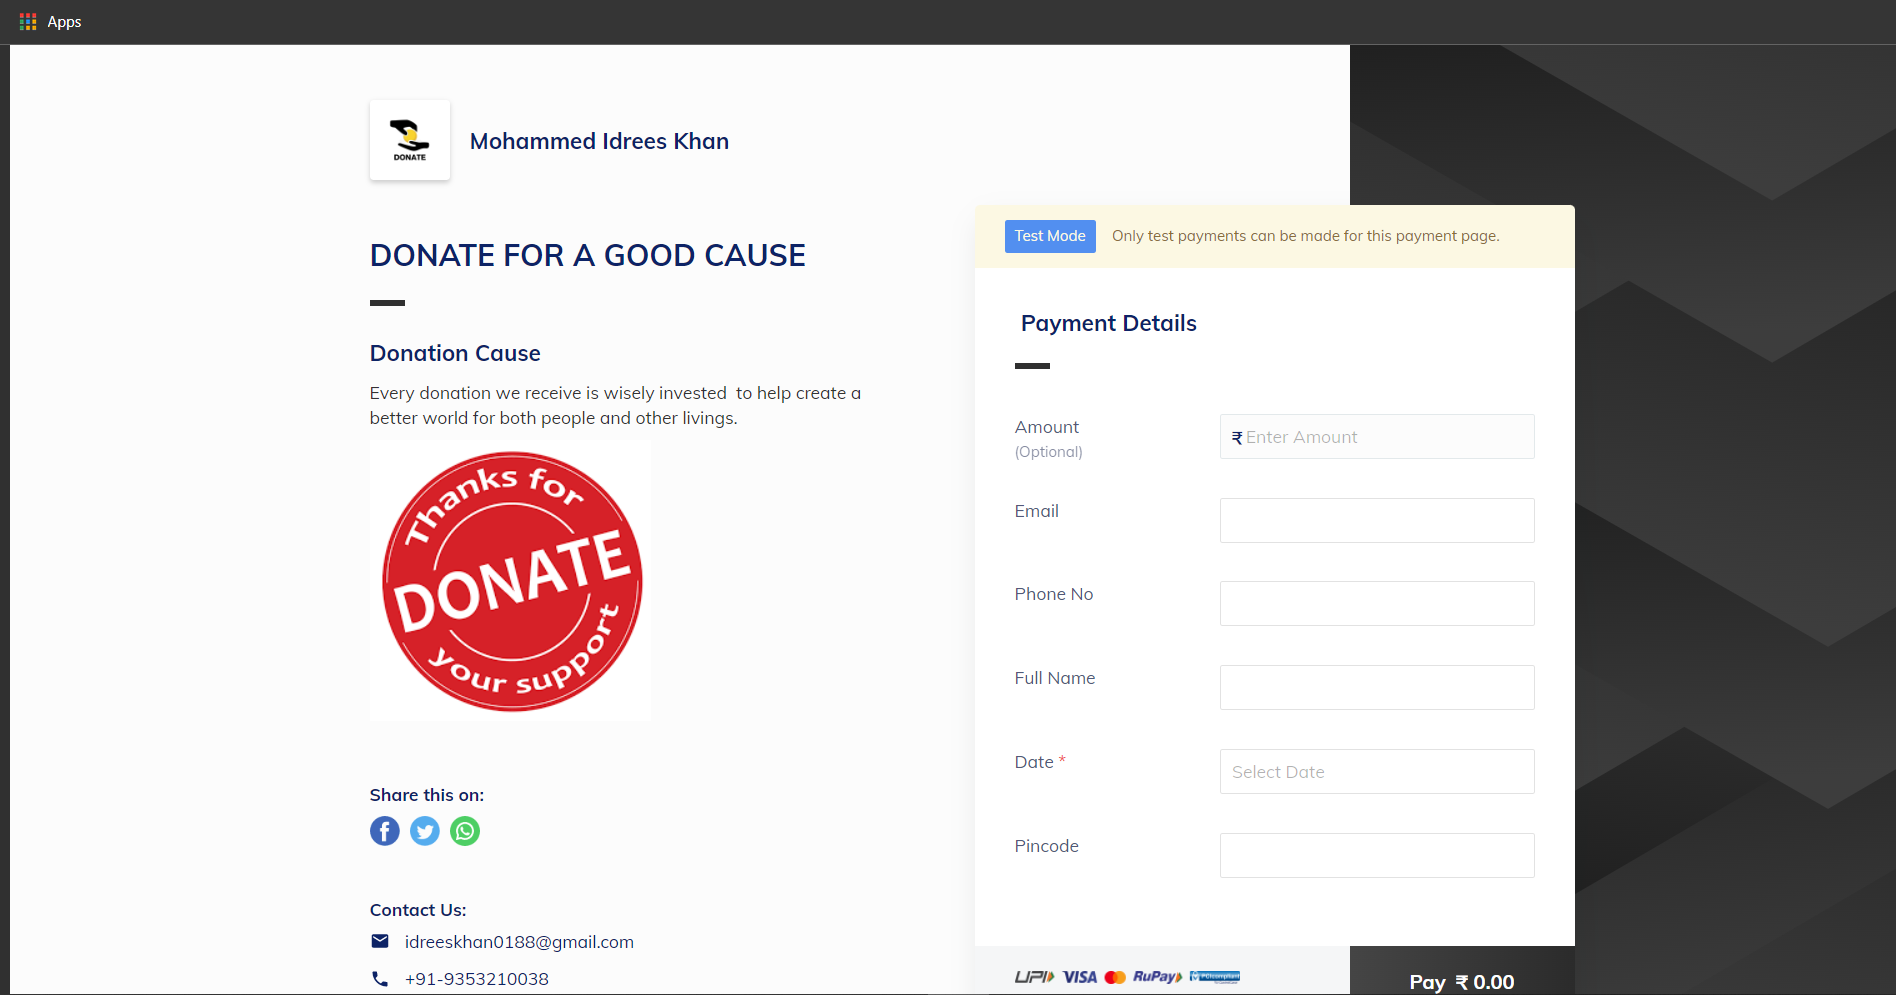 Apps
DONATE
Mohammed Idrees Khan
DONATE FOR A GOOD CAUSE
Donation Cause
Every donation we receive is wisely invested  to help create a
better world for both people and other livings.
Thanks for
DONATE
your support
Share this on:
Contact Us:
idreeskhan0188@gmail.com
+91-9353210038
Test Mode
Only test payments can be made for this payment page.
Payment Details
Amount
(Optional)
₹ Enter Amount
Email
Phone No
Full Name
Date *
Select Date
Pincode
UPI VISA RuPay PCI compliant
Pay ₹ 0.00